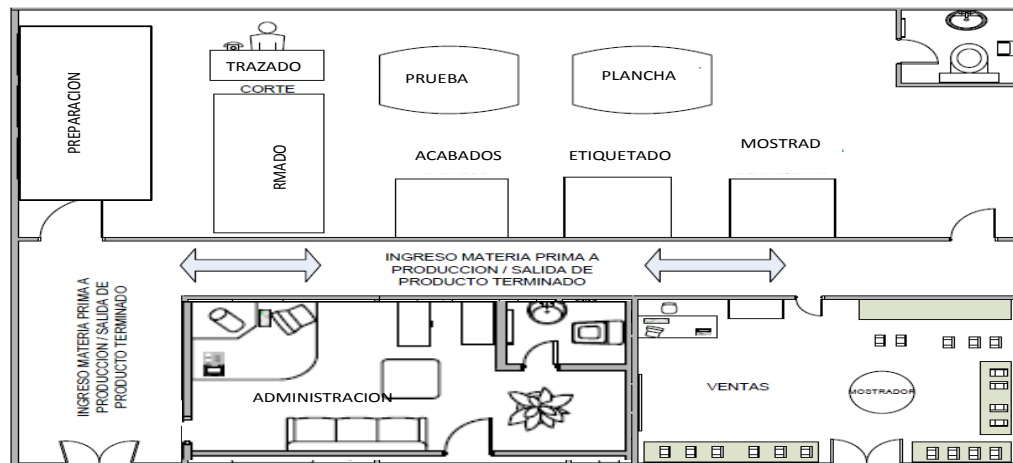 PREPARACION
TRAZADO
CORTE
RMADO
PRUEBA
PLANCHA
ACABADOS
ETIQUETADO
MOSTRAD
INGRESO MATERIA PRIMA A
PRODUCCION / SALIDA DE
PRODUCTO TERMINADO
INGRESO MATERIA PRIMA A
PRODUCCION / SALIDA DE
PRODUCTO TERMINADO
ADMINISTRACION
VENTAS
MOSTRADOR